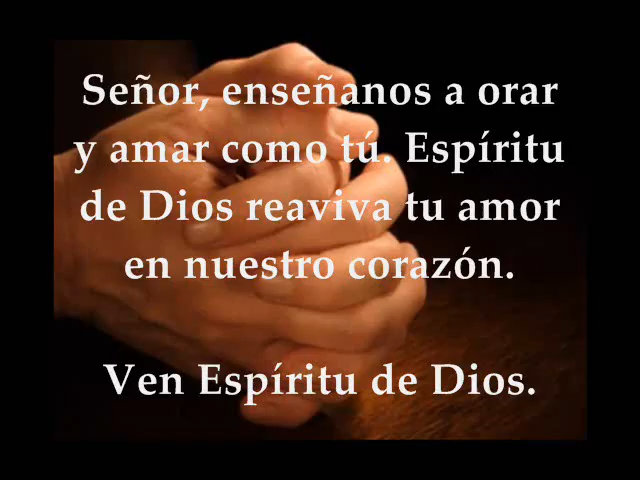 Señor, enseñanos a orar
y amar como tú. Espíritu
de Dios reaviva tu amor
en nuestro corazón.
Ven Espíritu de Dios.